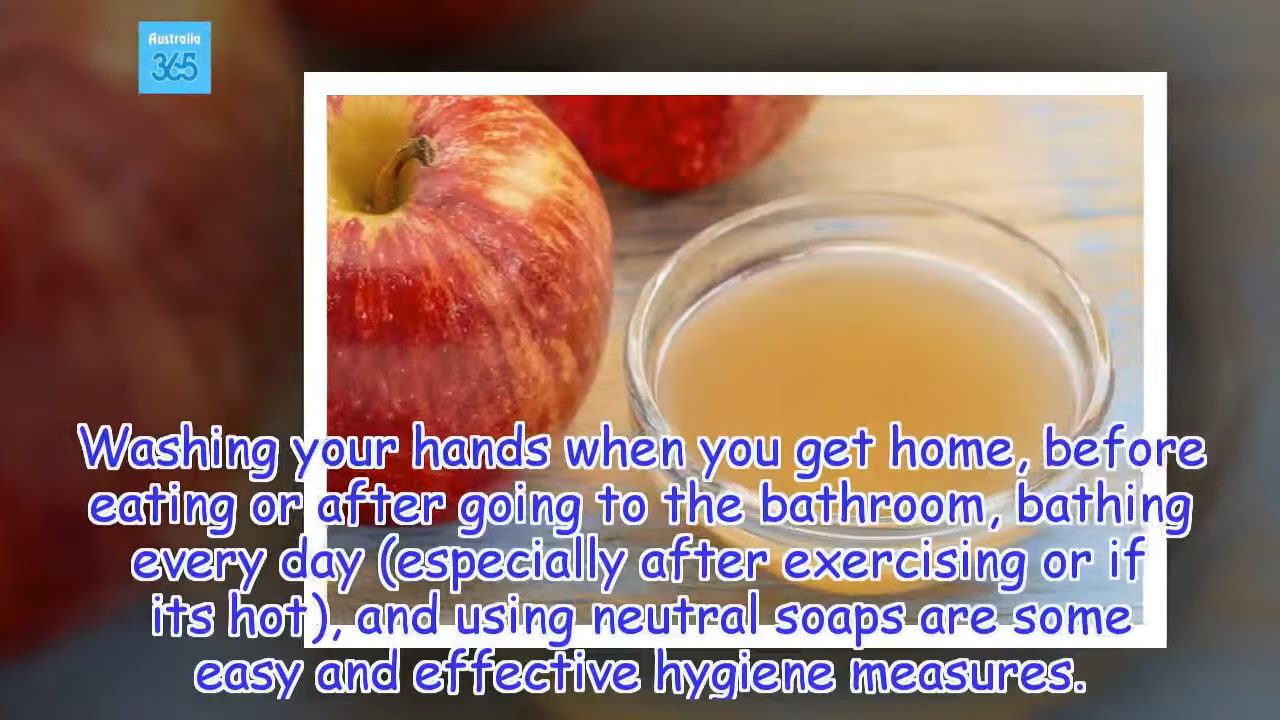 Australia
365
Washing your hands when you get home, before
eating or after going to the bathroom, bathing
every day (especially after exercising or if
its hot), and using neutral soaps are some
easy and effective hygiene measures.